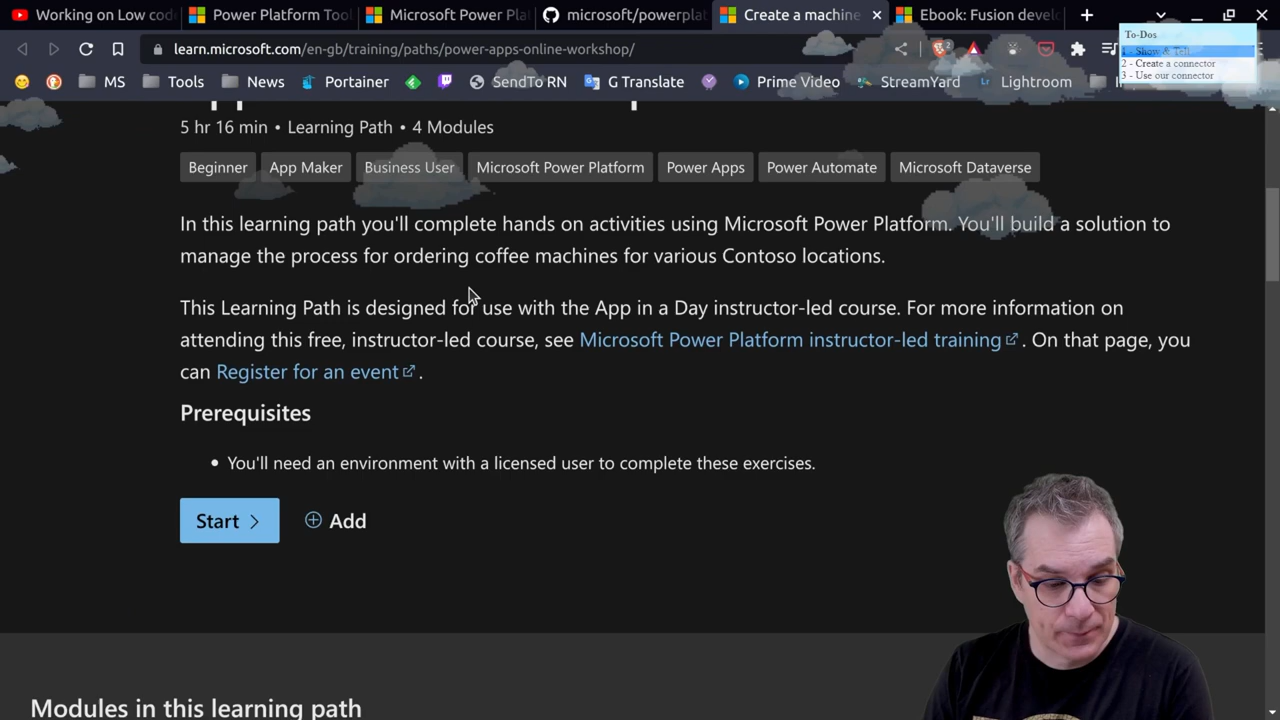 Working on Low cod
Power Platform Tool
Microsoft Power Pla
microsoft/powerplat
Create a machine
Ebook: Fusion devel
learn.microsoft.com/en-gb/training/paths/power-apps-online-workshop/
2
To-Dos
1 - Show & Tell
2 - Create a connector
3 - Use our connector
MS
Tools
News
Portainer
SendTo RN
G Translate
Prime Video
StreamYard
Lr Lightroom
5 hr 16 min • Learning Path • 4 Modules
Beginner
App Maker
Business User
Microsoft Power Platform
Power Apps
Power Automate
Microsoft Dataverse
In this learning path you'll complete hands on activities using Microsoft Power Platform. You'll build a solution to
manage the process for ordering coffee machines for various Contoso locations.
This Learning Path is designed for use with the App in a Day instructor-led course. For more information on
attending this free, instructor-led course, see Microsoft Power Platform instructor-led training. On that page, you
can Register for an event.
Prerequisites
• You'll need an environment with a licensed user to complete these exercises.
Start
Add
Modules in this learning path